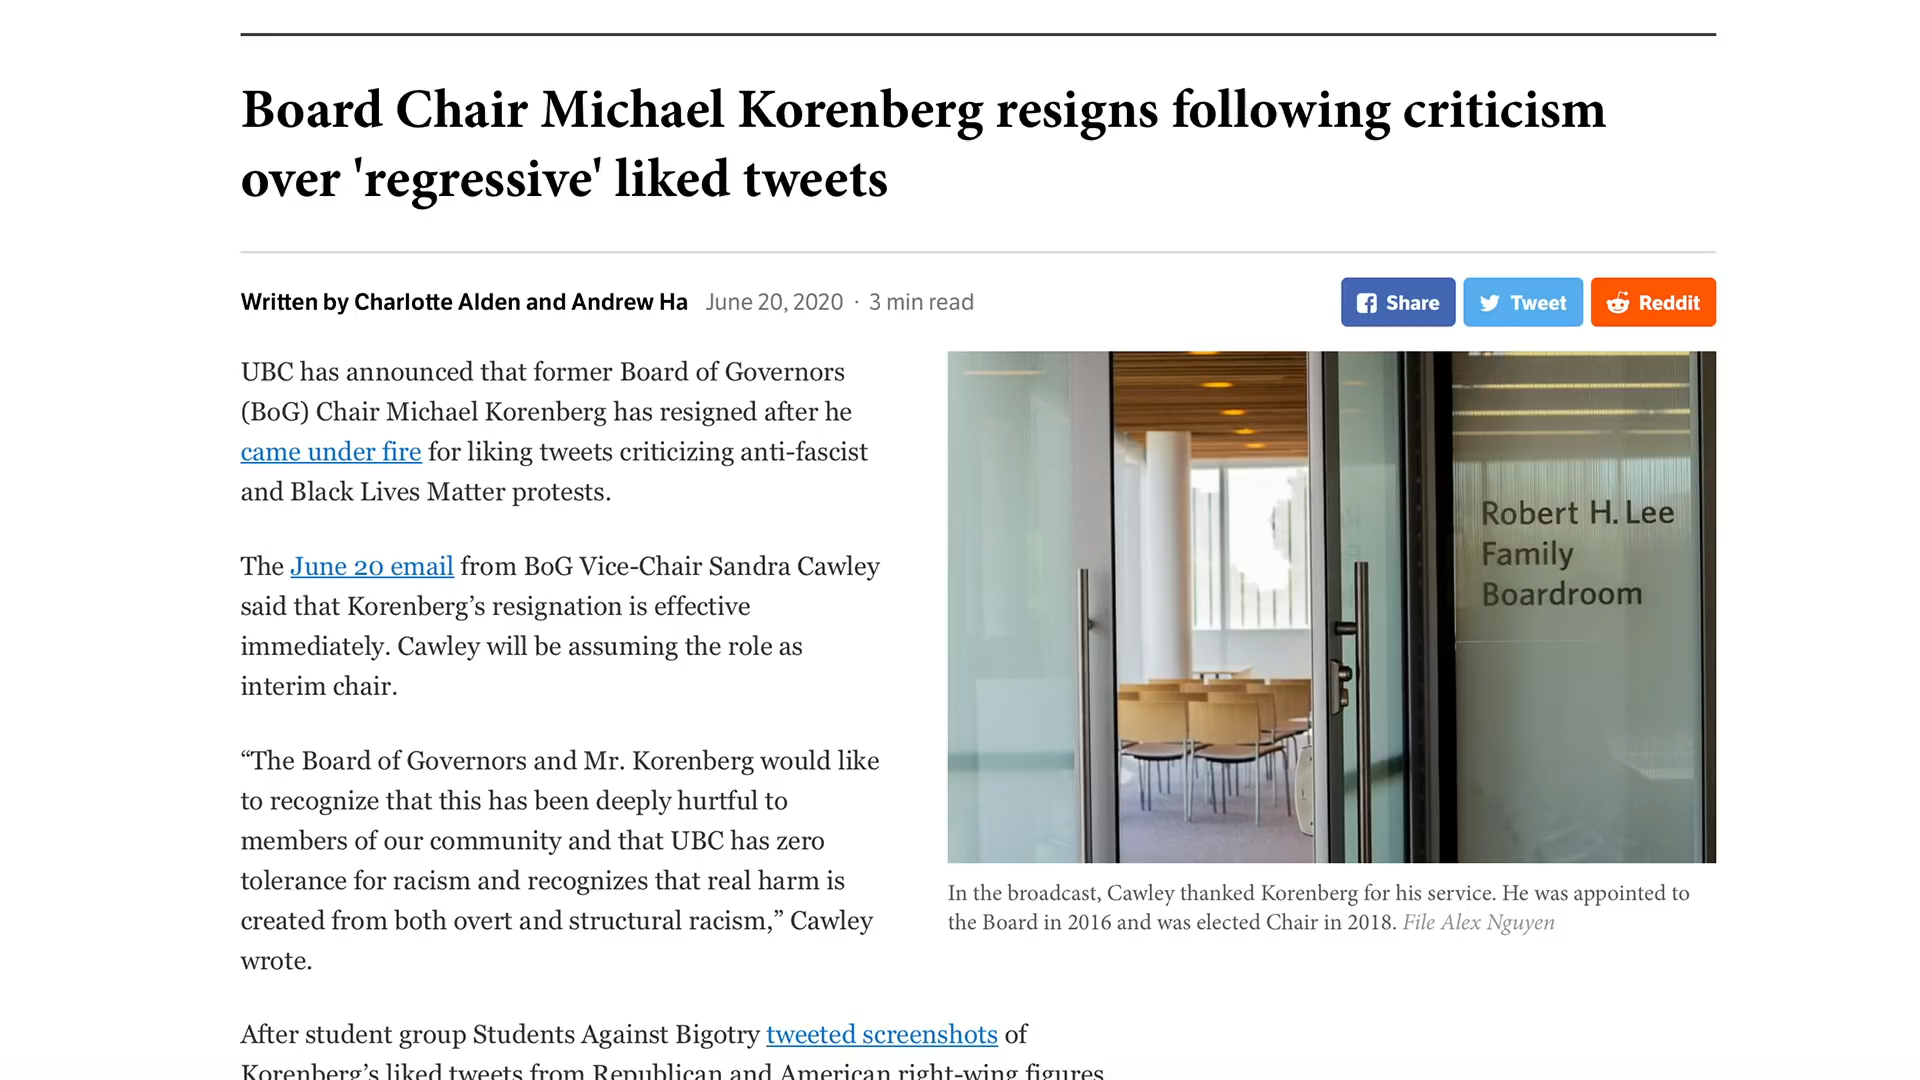 Board Chair Michael Korenberg resigns following criticism
over 'regressive' liked tweets
Written by Charlotte Alden and Andrew Ha June 20, 2020 · 3 min read
Share
Tweet
Reddit
UBC has announced that former Board of Governors
(BoG) Chair Michael Korenberg has resigned after he
came under fire for liking tweets criticizing anti-fascist
and Black Lives Matter protests.
The June 20 email from BoG Vice-Chair Sandra Cawley
said that Korenberg’s resignation is effective
immediately. Cawley will be assuming the role as
interim chair.
“The Board of Governors and Mr. Korenberg would like
to recognize that this has been deeply hurtful to
members of our community and that UBC has zero
tolerance for racism and recognizes that real harm is
created from both overt and structural racism,” Cawley
wrote.
Robert H. Lee
Family
Boardroom
In the broadcast, Cawley thanked Korenberg for his service. He was appointed to
the Board in 2016 and was elected Chair in 2018. File Alex Nguyen
After student group Students Against Bigotry tweeted screenshots of
Korenberg’s liked tweets from Republican and American right-wing figures